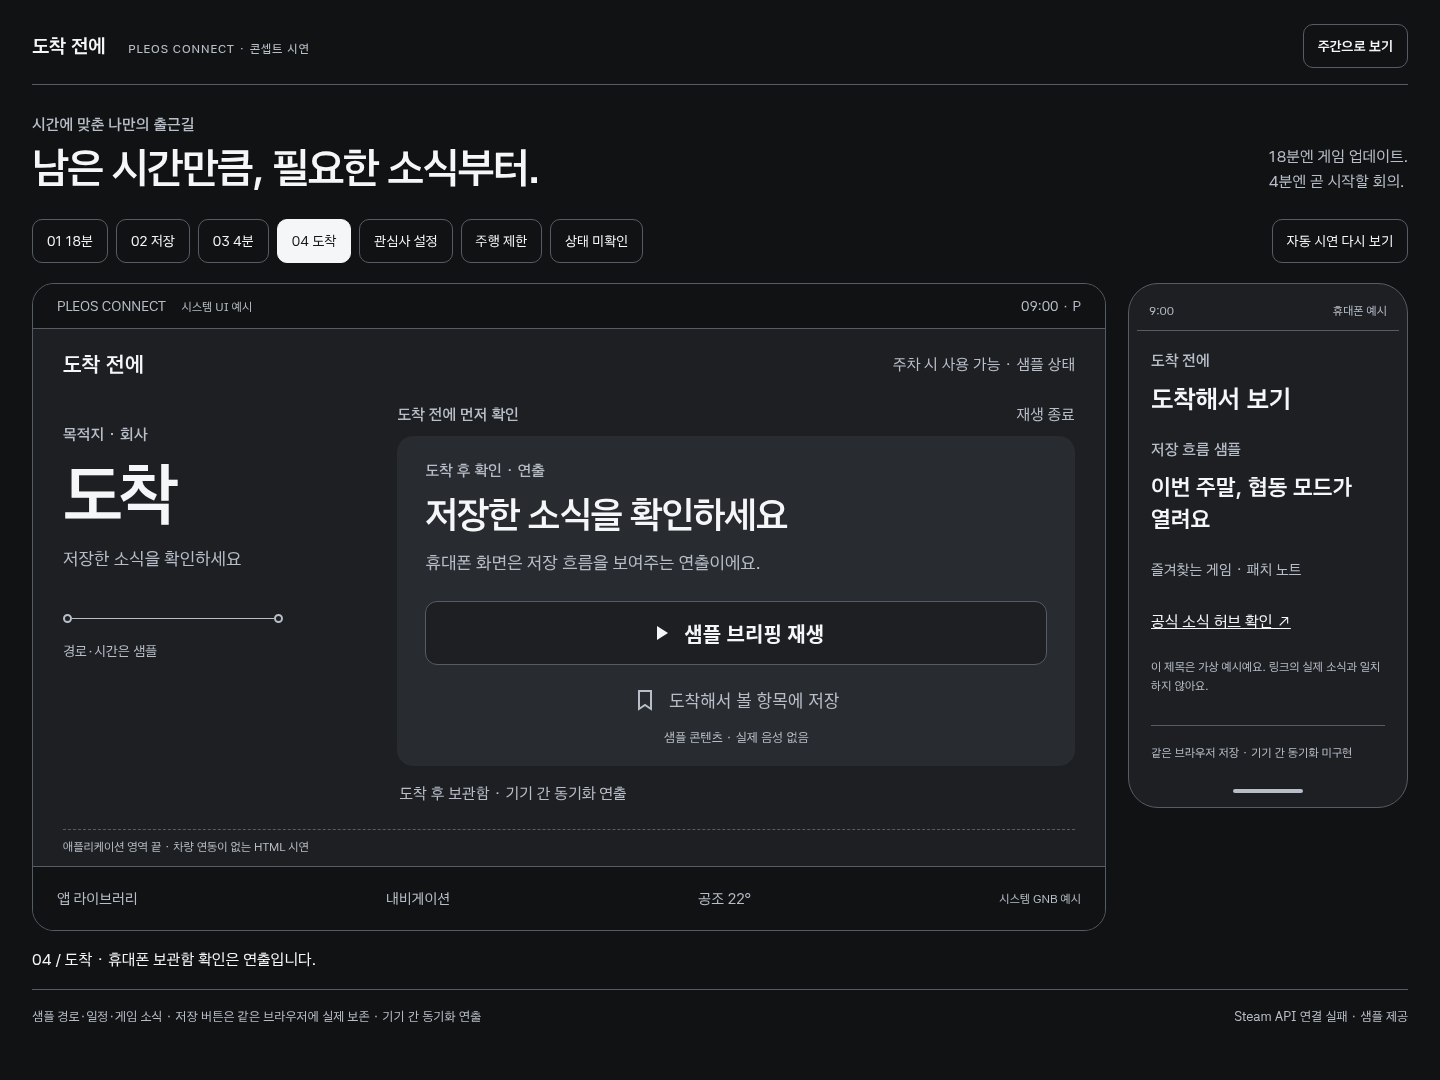 도착 전에
PLEOS CONNECT · 콘셉트 시연
주간으로 보기
시간에 맞춘 나만의 출근길
남은 시간만큼, 필요한 소식부터.
18분엔 게임 업데이트.
4분엔 곧 시작할 회의.
01 18분
02 저장
03 4분
04 도착
관심사 설정
주행 제한
상태 미확인
자동 시연 다시 보기
PLEOS CONNECT
시스템 UI 예시
09:00 · P
도착 전에
주차 시 사용 가능 · 샘플 상태
목적지 · 회사
도착
저장한 소식을 확인하세요
경로·시간은 샘플
도착 전에 먼저 확인
재생 종료
도착 후 확인 · 연출
저장한 소식을 확인하세요
휴대폰 화면은 저장 흐름을 보여주는 연출이에요.
샘플 브리핑 재생
도착해서 볼 항목에 저장
샘플 콘텐츠 · 실제 음성 없음
도착 후 보관함 · 기기 간 동기화 연출
애플리케이션 영역 끝 · 차량 연동이 없는 HTML 시연
앱 라이브러리
내비게이션
공조 22°
시스템 GNB 예시
9:00
휴대폰 예시
도착 전에
도착해서 보기
저장 흐름 샘플
이번 주말, 협동 모드가
열려요
즐겨찾는 게임 · 패치 노트
공식 소식 허브 확인 ↗
이 제목은 가상 예시예요. 링크의 실제 소식과 일치
하지 않아요.
같은 브라우저 저장 · 기기 간 동기화 미구현
04 / 도착 · 휴대폰 보관함 확인은 연출입니다.
샘플 경로·일정·게임 소식 · 저장 버튼은 같은 브라우저에 실제 보존 · 기기 간 동기화 연출
Steam API 연결 실패 · 샘플 제공